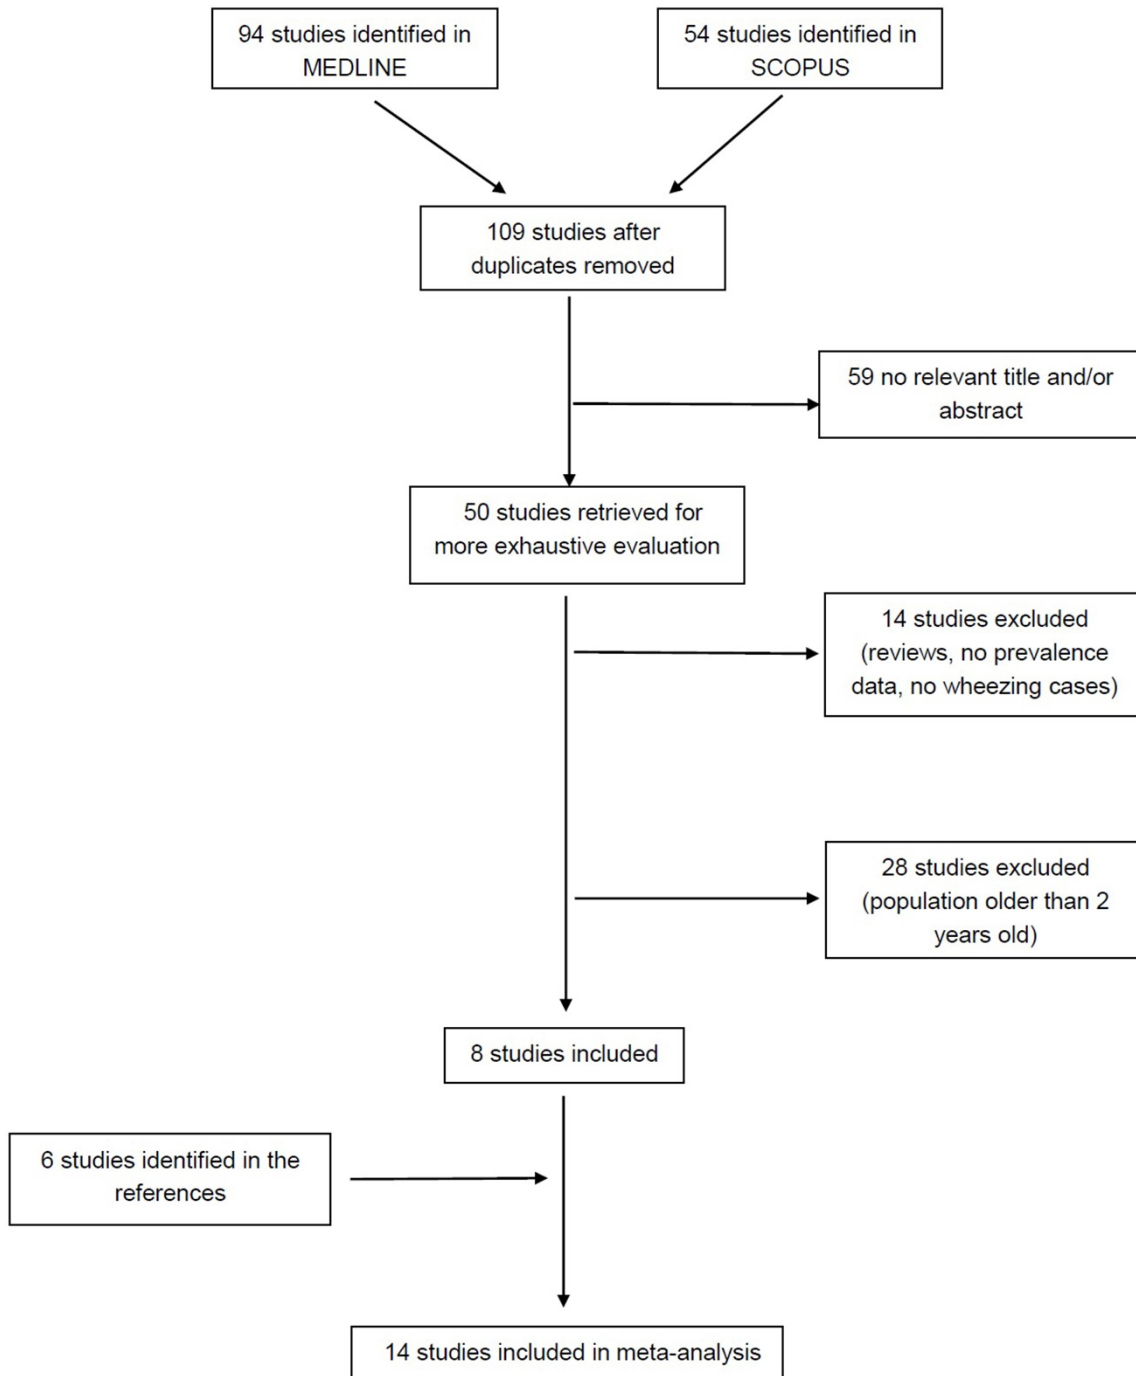 94 studies identified in
MEDLINE
54 studies identified in
SCOPUS
109 studies after
duplicates removed
59 no relevant title and/or
abstract
50 studies retrieved for
more exhaustive evaluation
14 studies excluded
(reviews, no prevalence
data, no wheezing cases)
28 studies excluded
(population older than 2
years old)
8 studies included
6 studies identified in the
references
14 studies included in meta-analysis